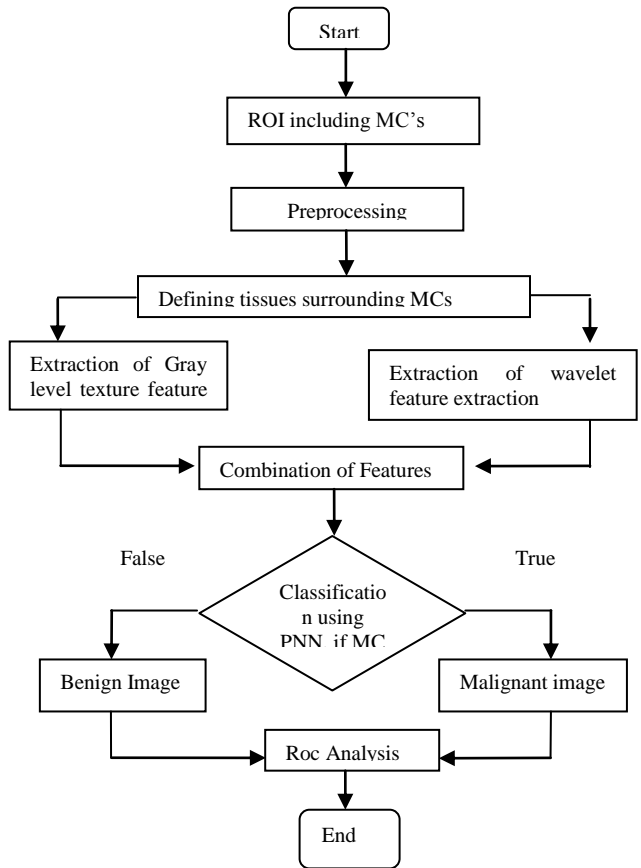 Start
ROI including MC's
Preprocessing
Defining tissues surrounding MCs
Extraction of Gray
level texture feature
Extraction of wavelet
feature extraction
Combination of Features
False
True
Classificatio
n using
PNN, if MC
Benign Image
Malignant image
Roc Analysis
End